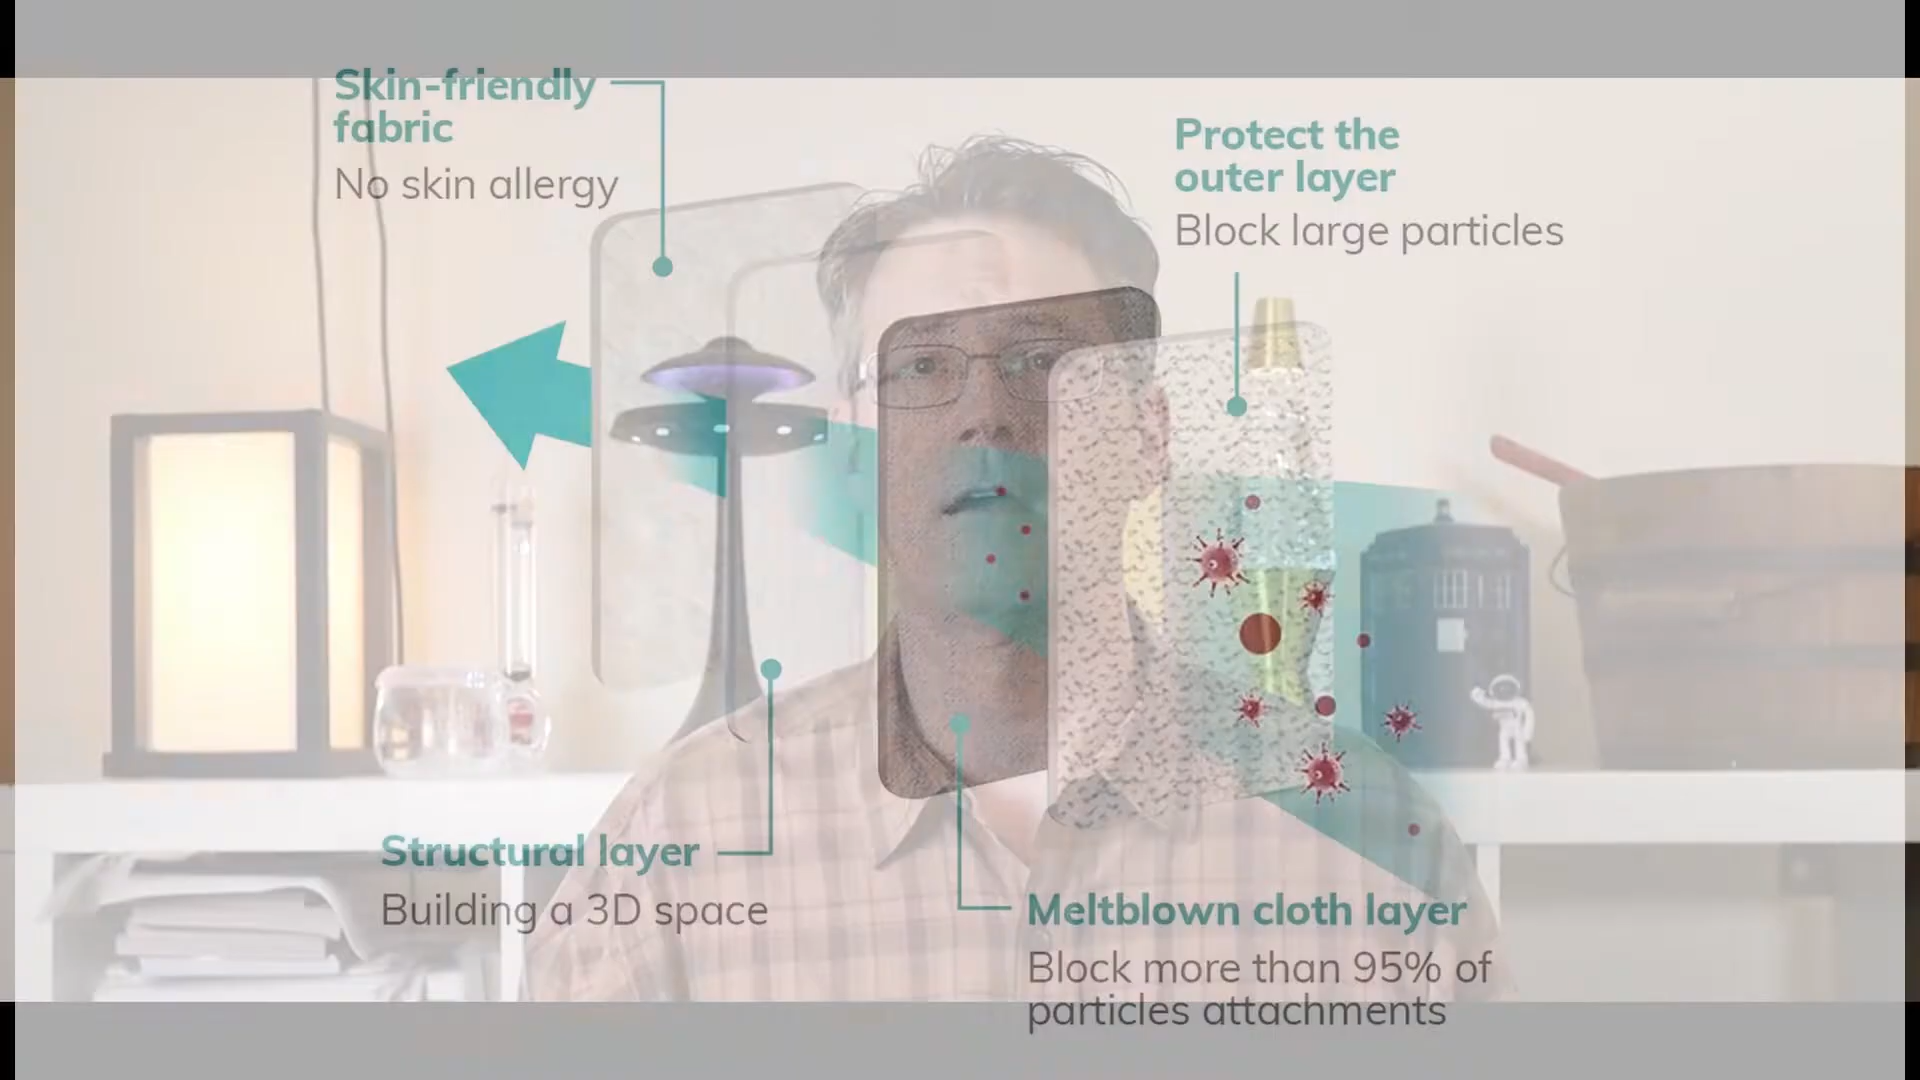 Skin-friendly
fabric
No skin allergy
Protect the
outer layer
Block large particles
Structural layer
Building a 3D space
Meltblown cloth layer
Block more than 95% of
particles attachments